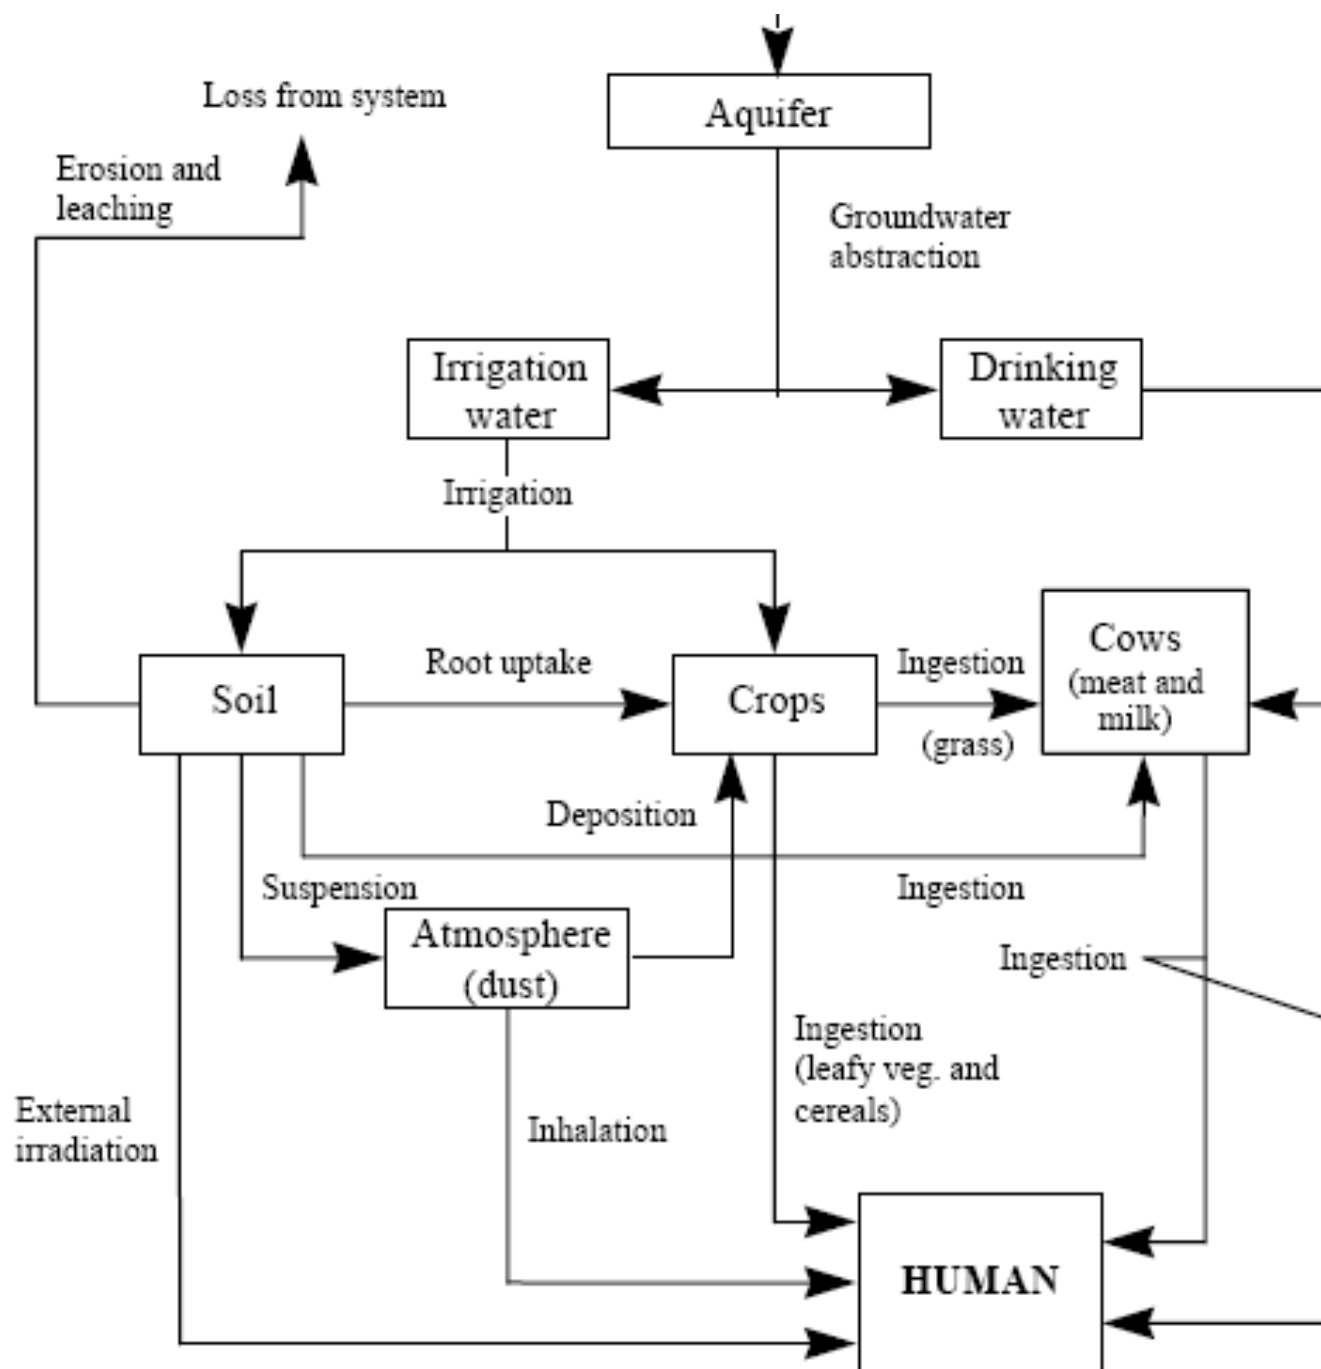 Loss from system
Aquifer
Erosion and
leaching
Groundwater
abstraction
Irrigation
water
Drinking
water
Irrigation
Soil
Root uptake
Crops
Ingestion
(grass)
Cows
(meat and
milk)
Deposition
Suspension
Ingestion
Atmosphere
(dust)
Ingestion
Ingestion
(leafy veg. and
cereals)
External
irradiation
Inhalation
HUMAN